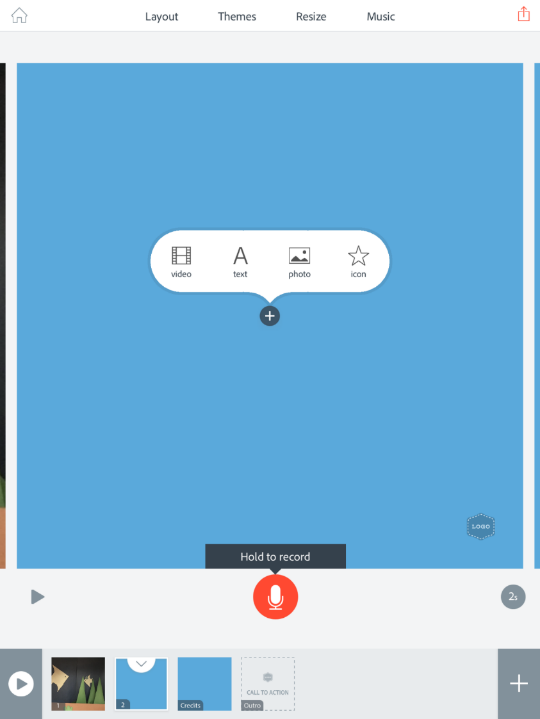 Layout Themes Resize Music
video text photo icon
LOGO
Hold to record
2s
1 2 Credits CALL TO ACTION Outro